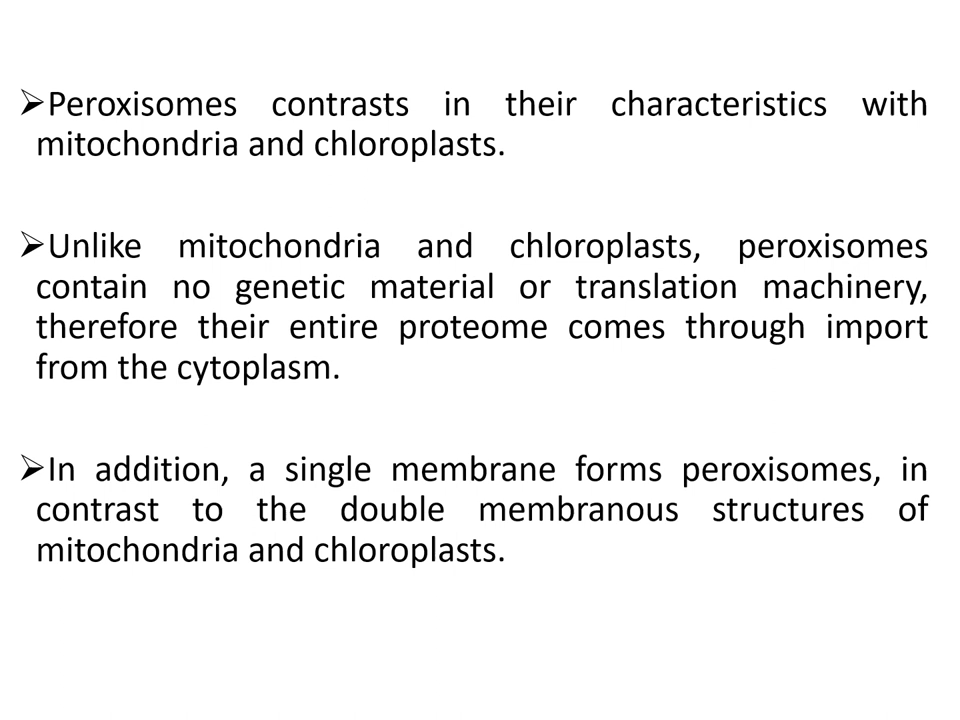 ➢Peroxisomes contrasts in their characteristics with
mitochondria and chloroplasts.
➢Unlike mitochondria and chloroplasts, peroxisomes
contain no genetic material or translation machinery,
therefore their entire proteome comes through import
from the cytoplasm.
➢In addition, a single membrane forms peroxisomes, in
contrast to the double membranous structures of
mitochondria and chloroplasts.